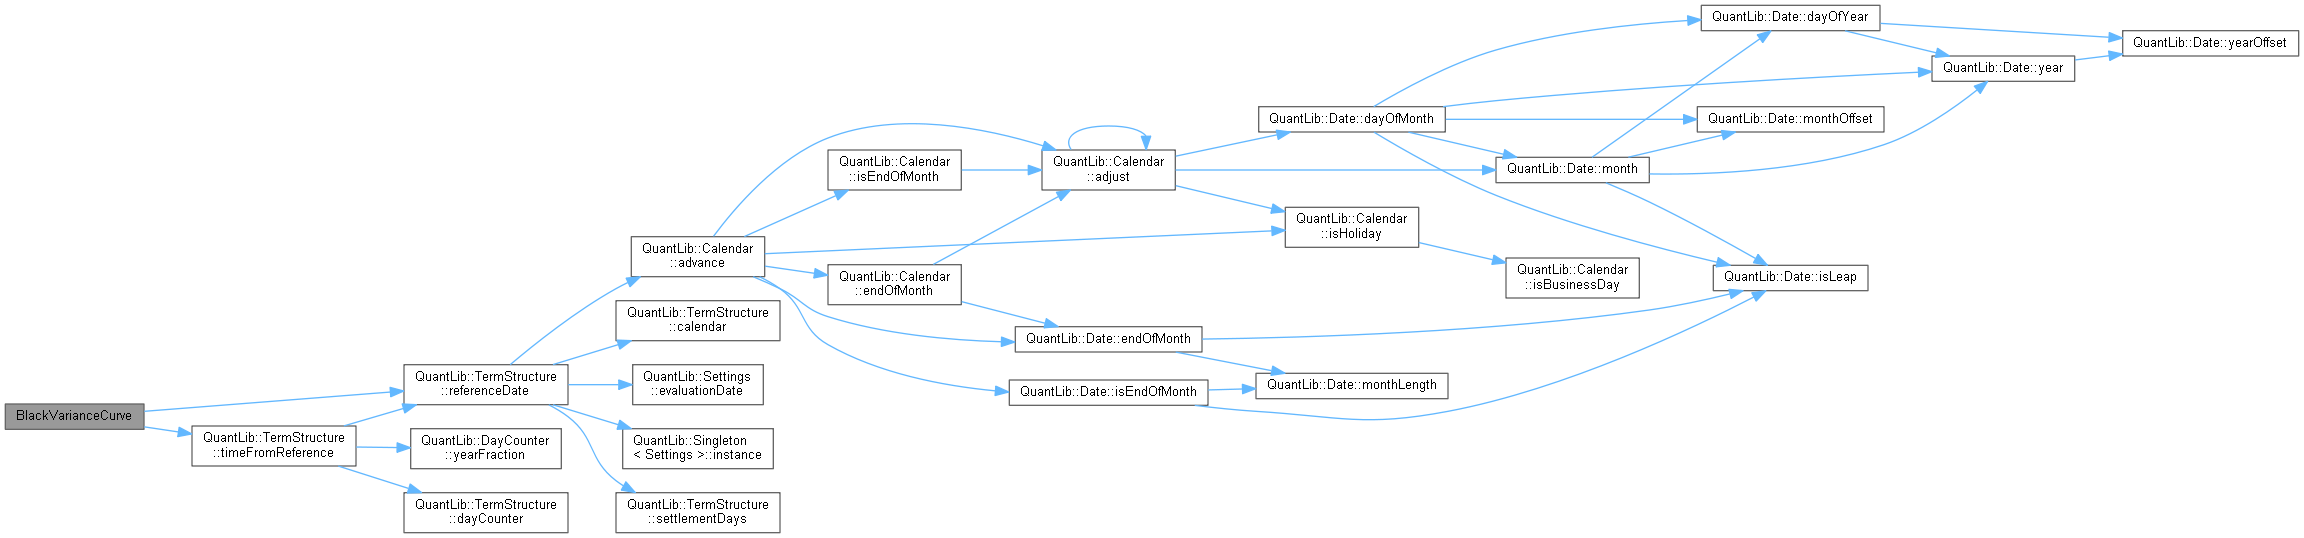 BlackVarianceCurve
QuantLib::TermStructure
::referenceDate
QuantLib::TermStructure
::timeFromReference
QuantLib::DayCounter
::yearFraction
QuantLib::TermStructure
::dayCounter
QuantLib::Calendar
::advance
QuantLib::TermStructure
::calendar
QuantLib::Settings
::evaluationDate
QuantLib::Singleton
< Settings >::instance
QuantLib::TermStructure
::settlementDays
QuantLib::Calendar
::isEndOfMonth
QuantLib::Calendar
::endOfMonth
QuantLib::Calendar
::adjust
QuantLib::Date::endOfMonth
QuantLib::Date::isEndOfMonth
QuantLib::Date::dayOfMonth
QuantLib::Calendar
::isHoliday
QuantLib::Date::monthLength
QuantLib::Date::month
QuantLib::Calendar
::isBusinessDay
QuantLib::Date::dayOfYear
QuantLib::Date::monthOffset
QuantLib::Date::isLeap
QuantLib::Date::year
QuantLib::Date::yearOffset